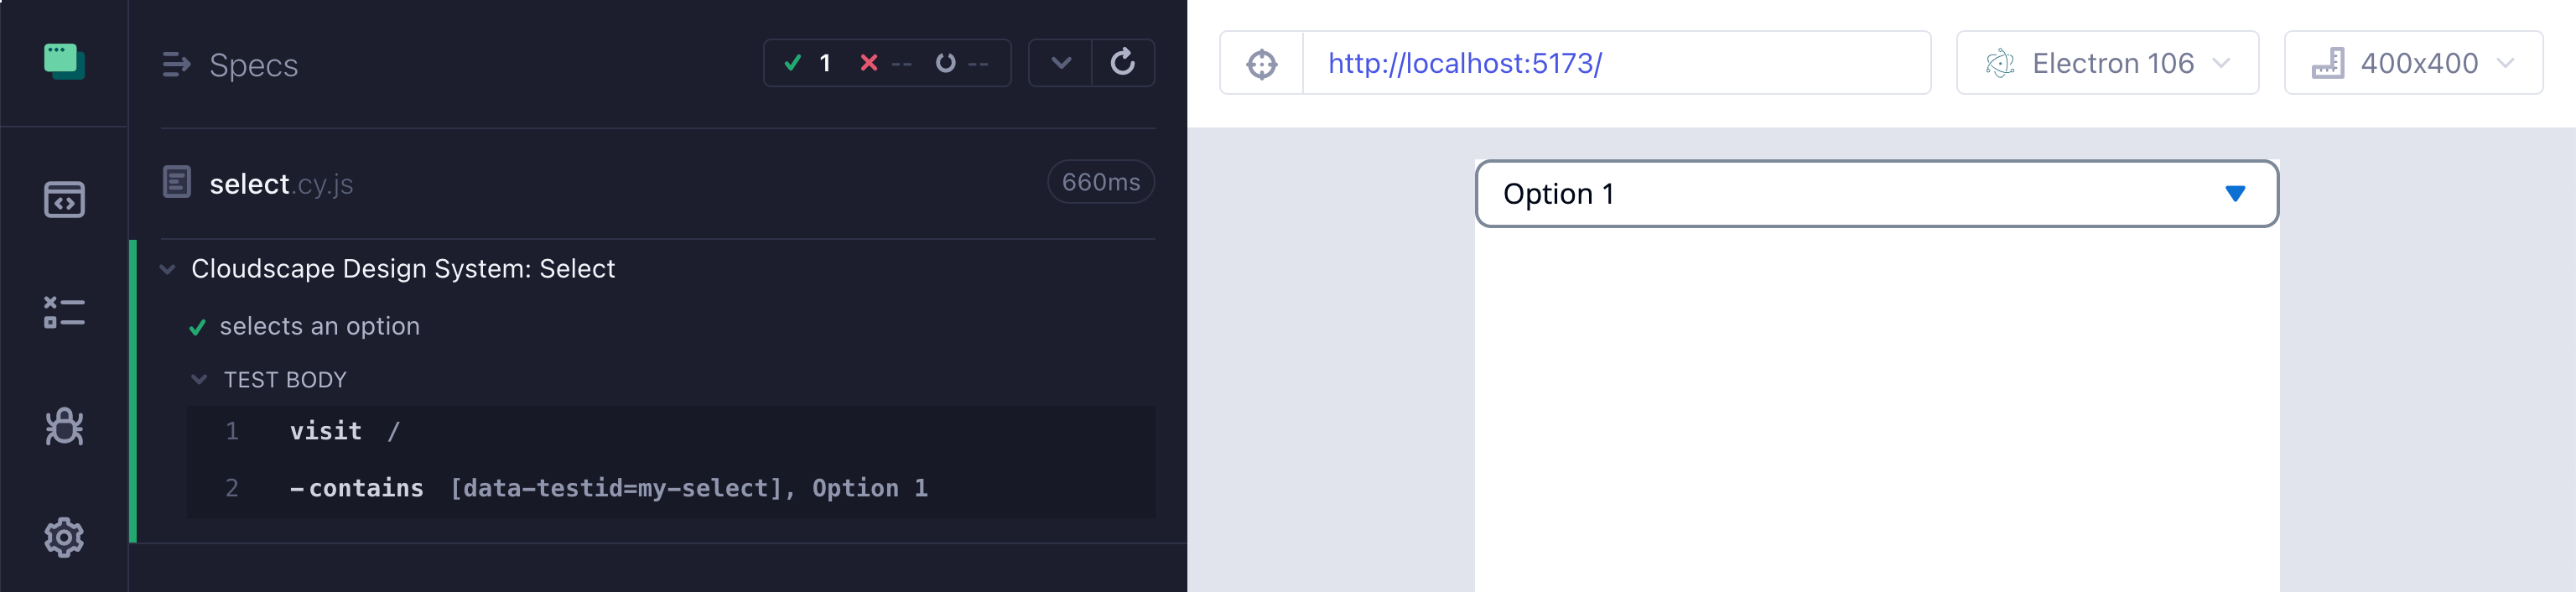 Specs
1 -- --
select.cy.js
660ms
Cloudscape Design System: Select
selects an option
TEST BODY
1 visit /
2 -contains [data-testid=my-select], Option 1
http://localhost:5173/
Electron 106
400x400
Option 1